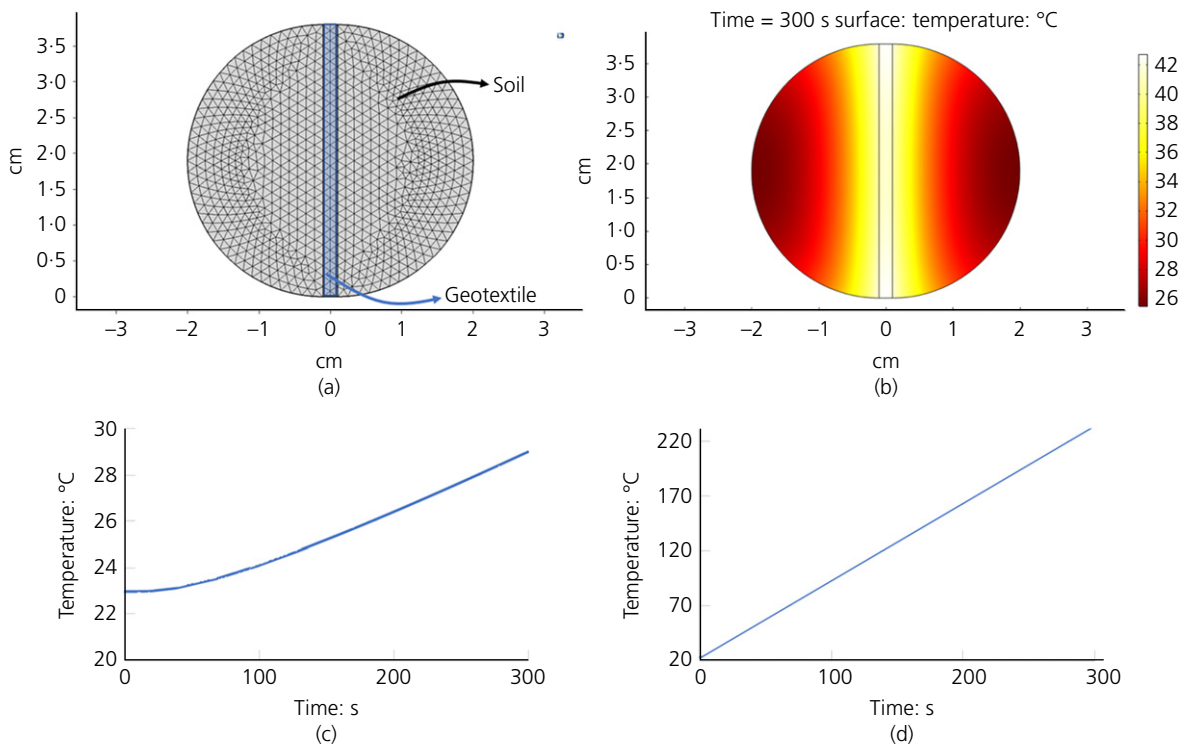 3·5
3·0
2·5
2·0
1·5
1·0
0·5
0
cm
Soil
Geotextile
–3 –2 –1 0 1 2 3
cm
(a)
Time = 300 s surface: temperature: °C
3·5
3·0
2·5
2·0
1·5
1·0
0·5
0
cm
42
40
38
36
34
32
30
28
26
–3 –2 –1 0 1 2 3
cm
(b)
30
28
26
24
22
20
Temperature: °C
0 100 200 300
Time: s
(c)
220
170
120
70
20
Temperature: °C
0 100 200 300
Time: s
(d)